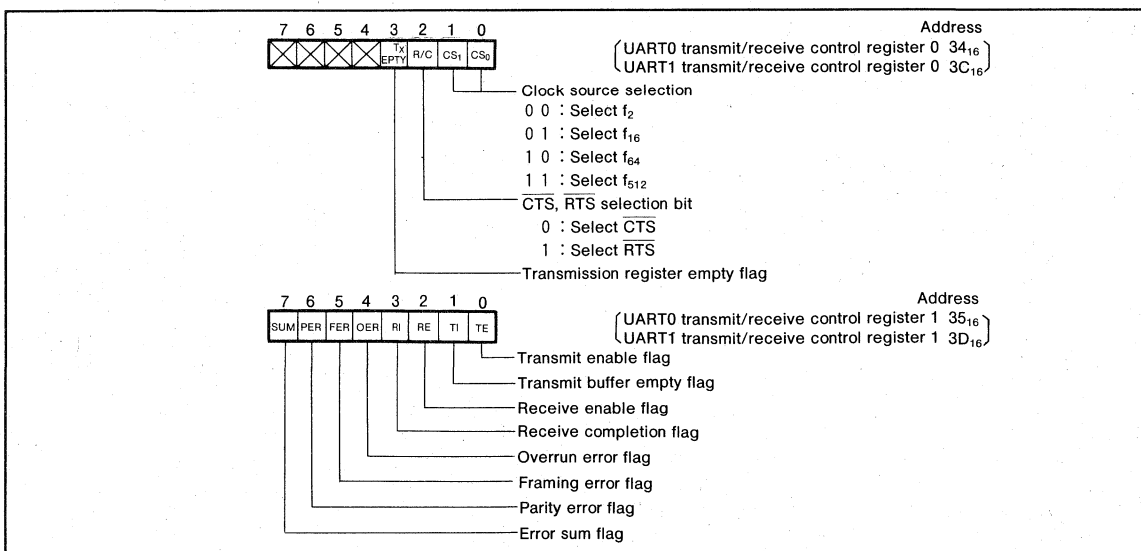 Address
7 6 5 4 3 2 1 0
TX EPTY R/C CS₁ CS₀
UART0 transmit/receive control register 0 34₁₆
UART1 transmit/receive control register 0 3C₁₆
Clock source selection
0 0 : Select f₂
0 1 : Select f₁₆
1 0 : Select f₆₄
1 1 : Select f₅₁₂
C̅T̅S̅, R̅T̅S̅ selection bit
0 : Select C̅T̅S̅
1 : Select R̅T̅S̅
Transmission register empty flag
Address
7 6 5 4 3 2 1 0
SUM PER FER OER RI RE TI TE
UART0 transmit/receive control register 1 35₁₆
UART1 transmit/receive control register 1 3D₁₆
Transmit enable flag
Transmit buffer empty flag
Receive enable flag
Receive completion flag
Overrun error flag
Framing error flag
Parity error flag
Error sum flag